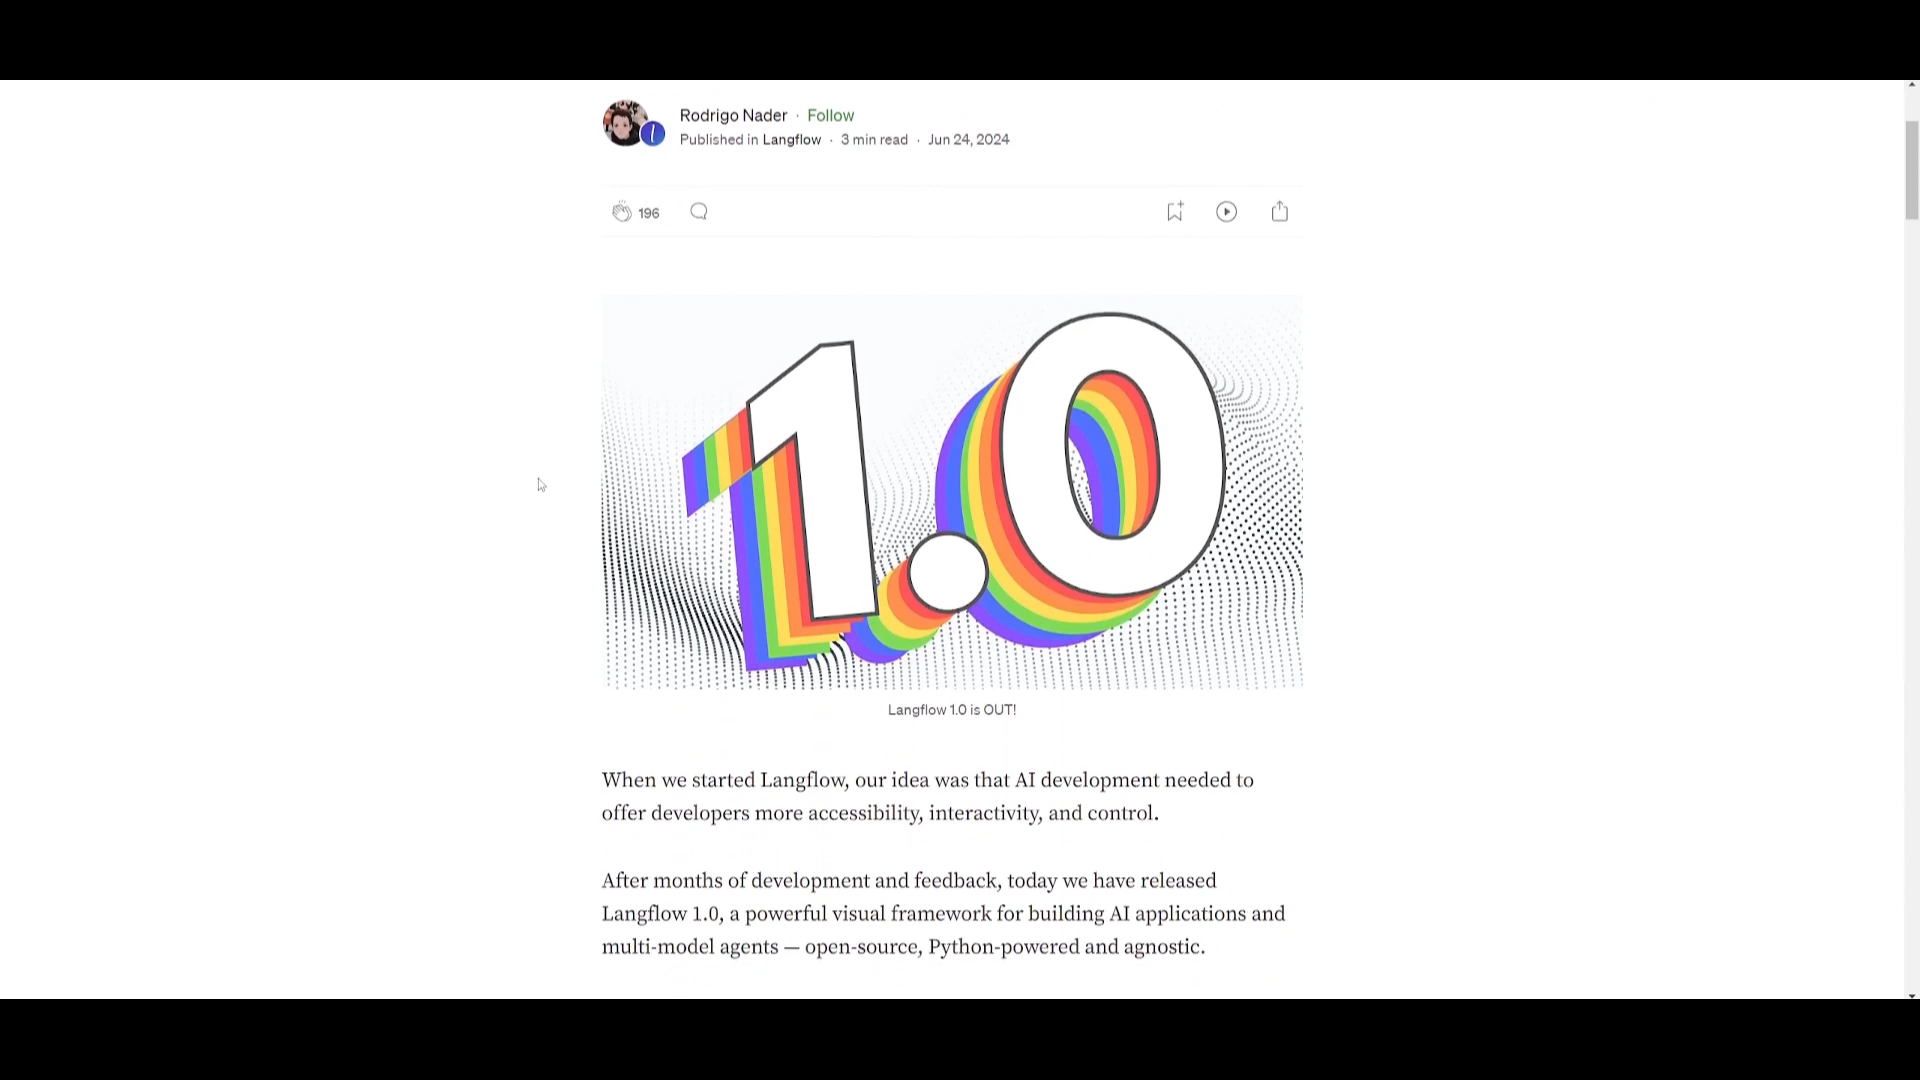 Rodrigo Nader · Follow
Published in Langflow · 3 min read · Jun 24, 2024
196
1.0
Langflow 1.0 is OUT!
When we started Langflow, our idea was that AI development needed to
offer developers more accessibility, interactivity, and control.
After months of development and feedback, today we have released
Langflow 1.0, a powerful visual framework for building AI applications and
multi-model agents — open-source, Python-powered and agnostic.